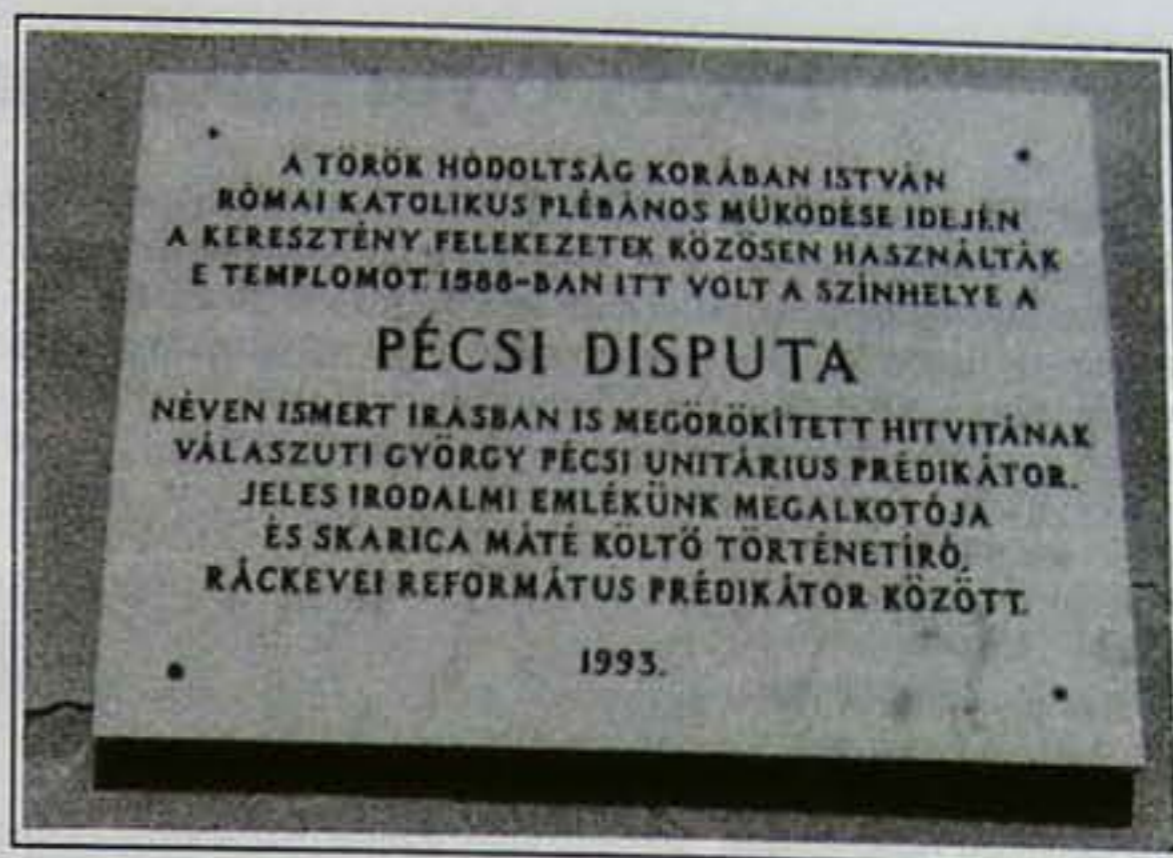 A TÖRÖK HÓDOLTSÁG KORÁBAN ISTVÁN
RÓMAI KATOLIKUS PLÉBÁNOS MŰKÖDÉSE IDEJÉN
A KERESZTÉNY FELEKEZETEK KÖZÖSEN HASZNÁLTÁK
E TEMPLOMOT. 1588-BAN ITT VOLT A SZÍNHELYE A
PÉCSI DISPUTA
NÉVEN ISMERT IRÁSBAN IS MEGÖRÖKÍTETT HITVITÁNAK
VÁLASZUTI GYÖRGY PÉCSI UNITÁRIUS PRÉDIKÁTOR.
JELES IRODALMI EMLÉKÜNK MEGALKOTÓJA
ÉS SKARICA MÁTÉ KÖLTŐ TÖRTÉNETÍRÓ,
RÁCKEVEI REFORMÁTUS PRÉDIKÁTOR KÖZÖTT.
1993.